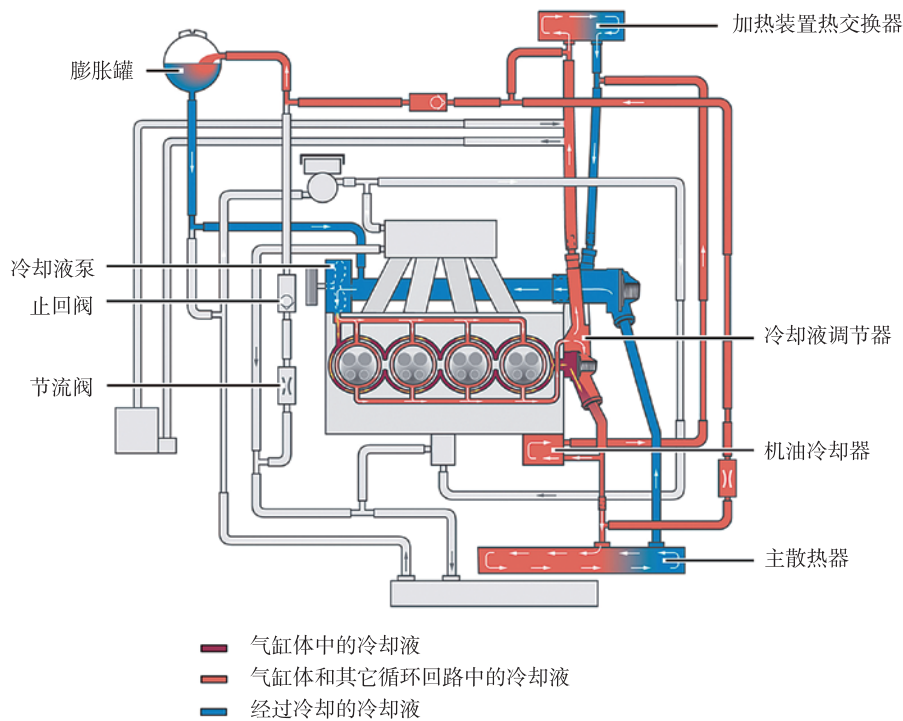 加热装置热交换器
膨胀罐
冷却液泵
止回阀
冷却液调节器
节流阀
机油冷却器
主散热器
气缸体中的冷却液
气缸体和其它循环回路中的冷却液
经过冷却的冷却液